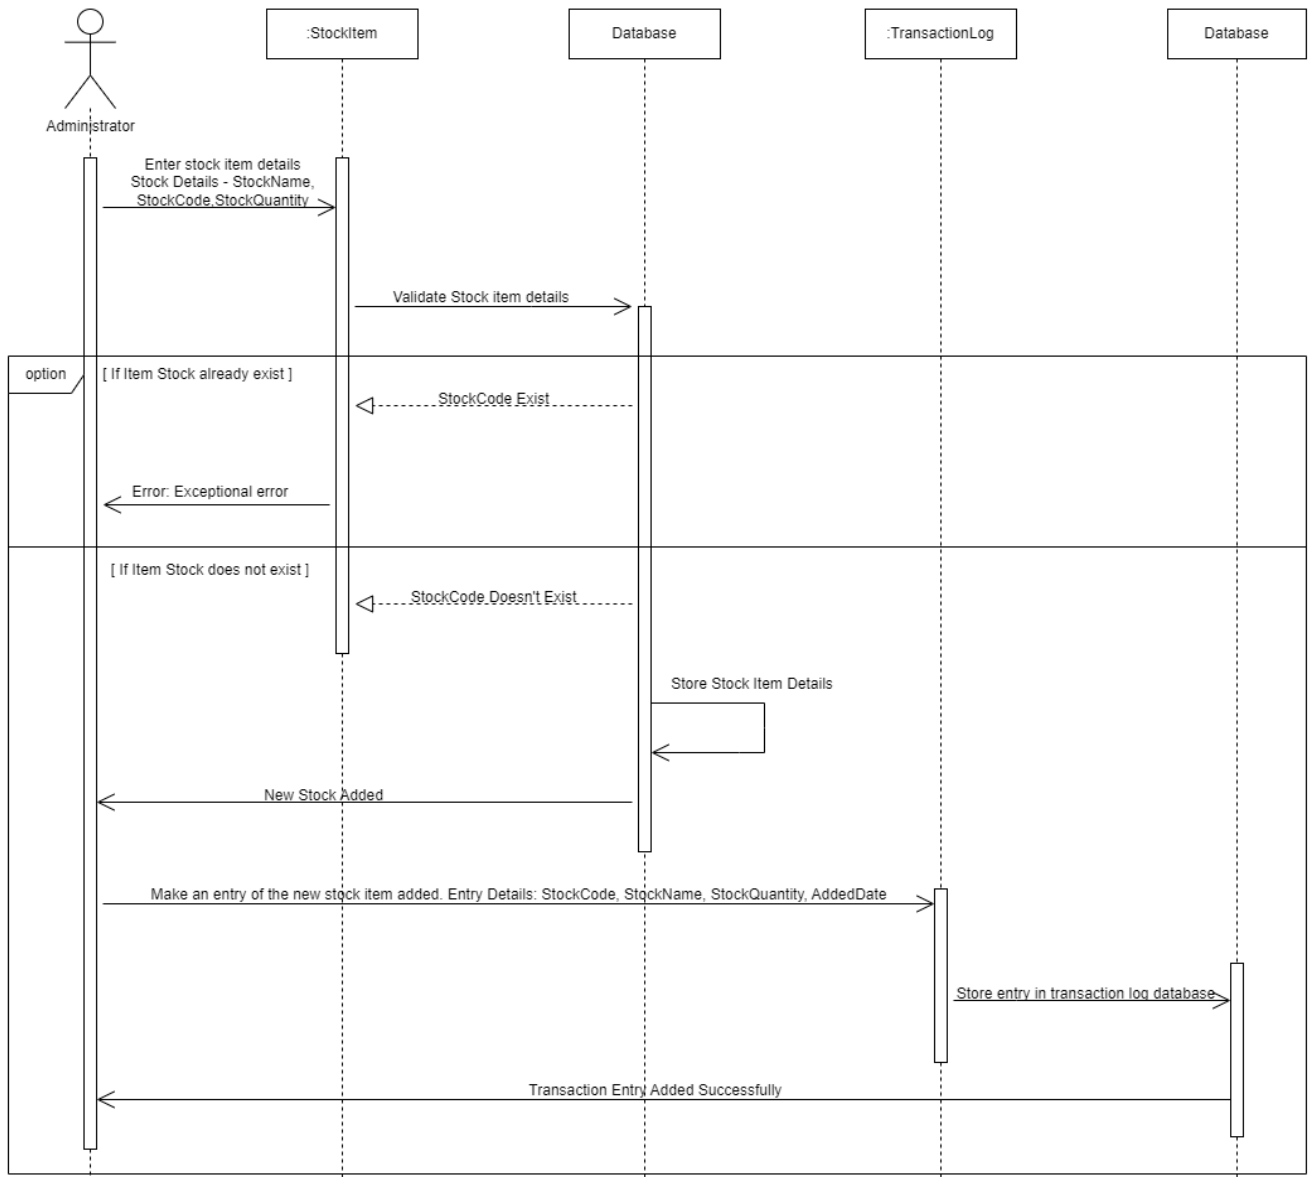 :StockItem
Database
:TransactionLog
Database
Administrator
Enter stock item details
Stock Details - StockName,
StockCode,StockQuantity
Validate Stock item details
option
[ If Item Stock already exist ]
StockCode Exist
Error: Exceptional error
[ If Item Stock does not exist ]
StockCode Doesn't Exist
Store Stock Item Details
New Stock Added
Make an entry of the new stock item added. Entry Details: StockCode, StockName, StockQuantity, AddedDate
Store entry in transaction log database
Transaction Entry Added Successfully